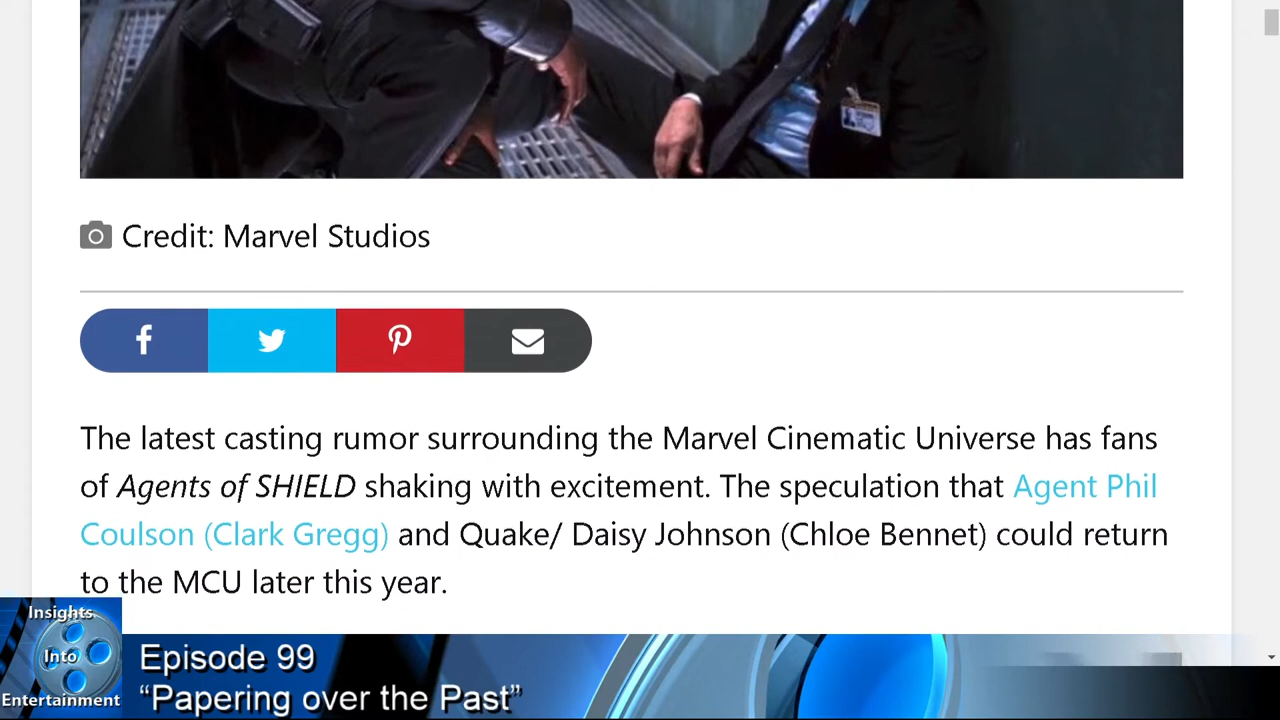 Credit: Marvel Studios
The latest casting rumor surrounding the Marvel Cinematic Universe has fans
of Agents of SHIELD shaking with excitement. The speculation that Agent Phil
Coulson (Clark Gregg) and Quake/ Daisy Johnson (Chloe Bennet) could return
to the MCU later this year.
Insights
Into
Entertainment
Episode 99
“Papering over the Past”